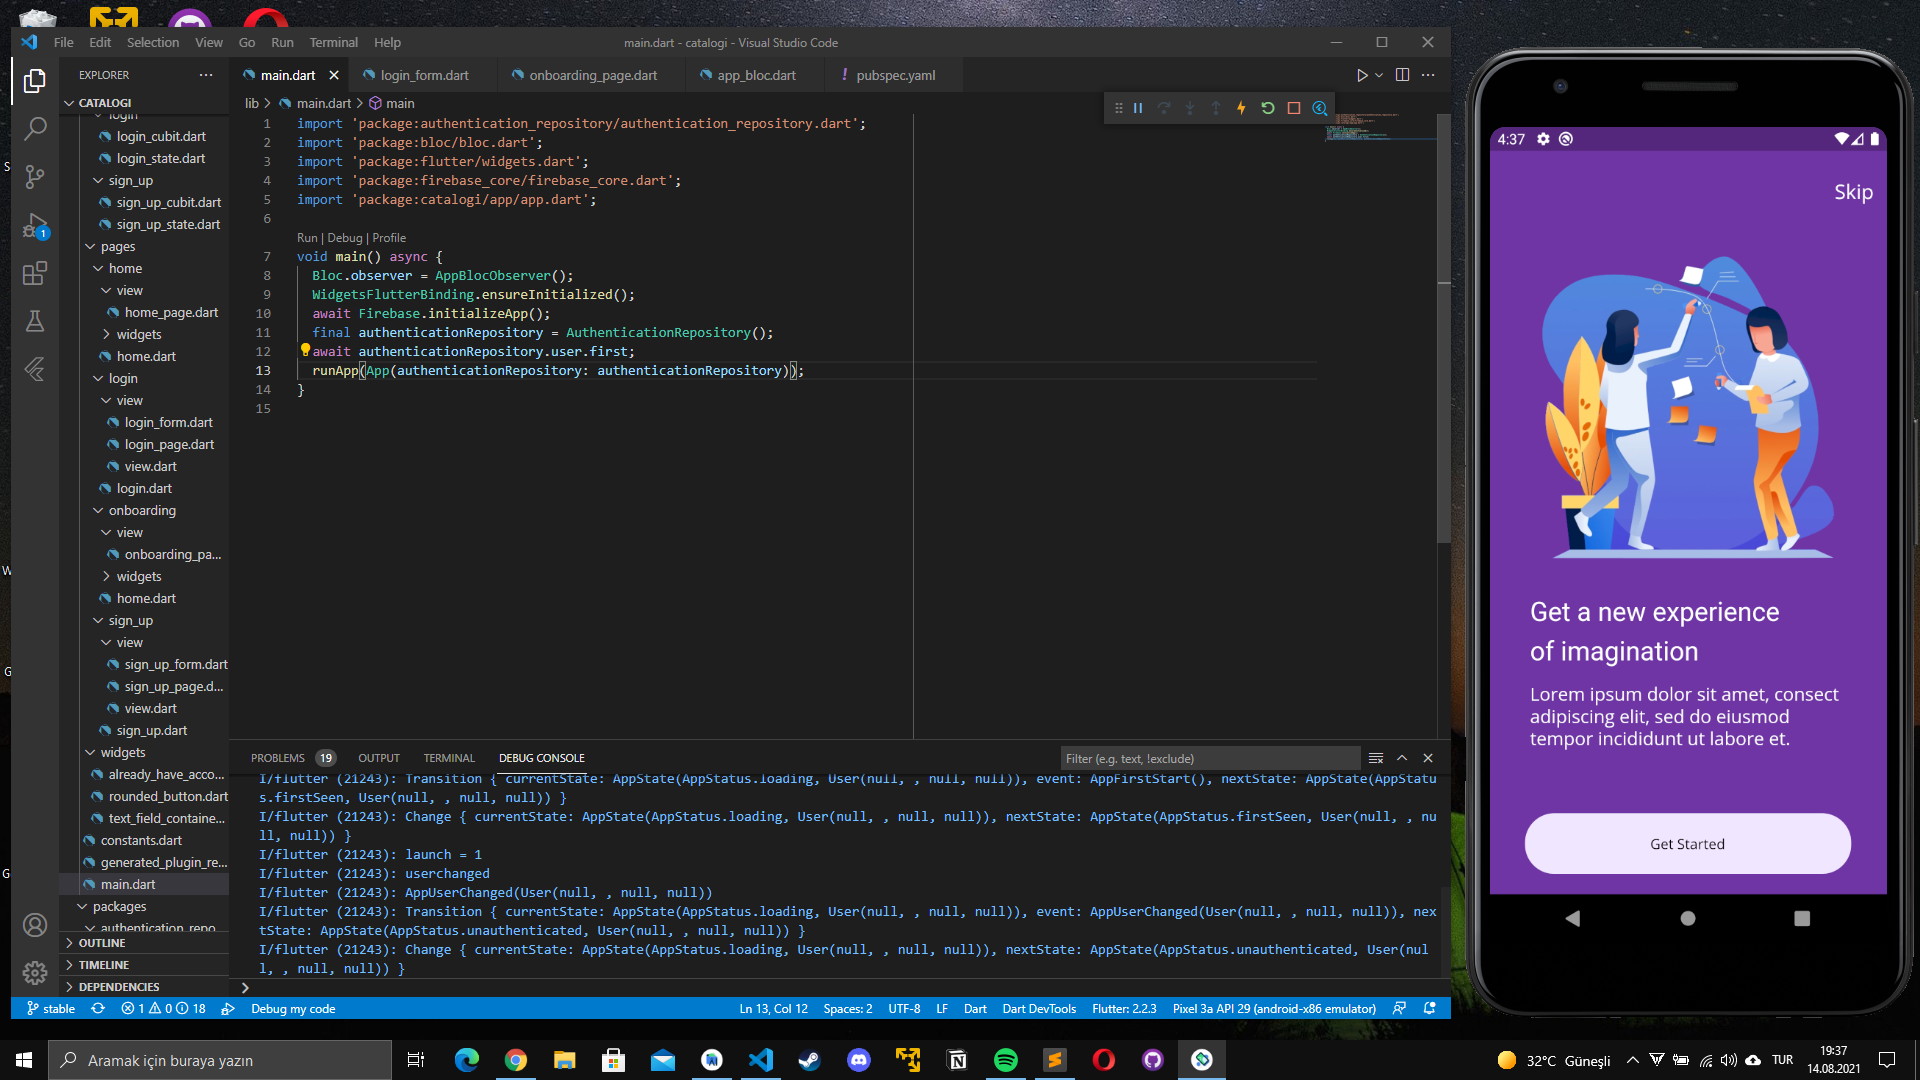 File Edit Selection View Go Run Terminal Help
main.dart - catalogi - Visual Studio Code
EXPLORER
CATALOGI
login
login_cubit.dart
login_state.dart
sign_up
sign_up_cubit.dart
sign_up_state.dart
pages
home
view
home_page.dart
widgets
home.dart
login
view
login_form.dart
login_page.dart
view.dart
login.dart
onboarding
view
onboarding_pa...
widgets
home.dart
sign_up
view
sign_up_form.dart
sign_up_page.d...
view.dart
sign_up.dart
widgets
already_have_acco...
rounded_button.dart
text_field_containe...
constants.dart
generated_plugin_re...
main.dart
packages
authentication_repo
OUTLINE
TIMELINE
DEPENDENCIES
main.dart login_form.dart onboarding_page.dart app_bloc.dart ! pubspec.yaml
lib > main.dart > main
1 import 'package:authentication_repository/authentication_repository.dart';
2 import 'package:bloc/bloc.dart';
3 import 'package:flutter/widgets.dart';
4 import 'package:firebase_core/firebase_core.dart';
5 import 'package:catalogi/app/app.dart';
6
Run | Debug | Profile
7 void main() async {
8 Bloc.observer = AppBlocObserver();
9 WidgetsFlutterBinding.ensureInitialized();
10 await Firebase.initializeApp();
11 final authenticationRepository = AuthenticationRepository();
12 await authenticationRepository.user.first;
13 runApp(App(authenticationRepository: authenticationRepository));
14 }
15
PROBLEMS 19 OUTPUT TERMINAL DEBUG CONSOLE
Filter (e.g. text, !exclude)
I/flutter (21243): Transition { currentState: AppState(AppStatus.loading, User(null, , null, null)), event: AppFirstStart(), nextState: AppState(AppStatu
s.firstSeen, User(null, , null, null)) }
I/flutter (21243): Change { currentState: AppState(AppStatus.loading, User(null, , null, null)), nextState: AppState(AppStatus.firstSeen, User(null, , nu
ll, null)) }
I/flutter (21243): launch = 1
I/flutter (21243): userchanged
I/flutter (21243): AppUserChanged(User(null, , null, null))
I/flutter (21243): Transition { currentState: AppState(AppStatus.loading, User(null, , null, null)), event: AppUserChanged(User(null, , null, null)), nex
tState: AppState(AppStatus.unauthenticated, User(null, , null, null)) }
I/flutter (21243): Change { currentState: AppState(AppStatus.loading, User(null, , null, null)), nextState: AppState(AppStatus.unauthenticated, User(nul
l, , null, null)) }
>
stable 1 0 18 Debug my code
1
Ln 13, Col 12 Spaces: 2 UTF-8 LF Dart Dart DevTools Flutter: 2.2.3 Pixel 3a API 29 (android-x86 emulator)
4:37
Skip
Get a new experience
of imagination
Lorem ipsum dolor sit amet, consect
adipiscing elit, sed do eiusmod
tempor incididunt ut labore et.
Get Started
Aramak için buraya yazın
32°C Güneşli
TUR
19:37
14.08.2021